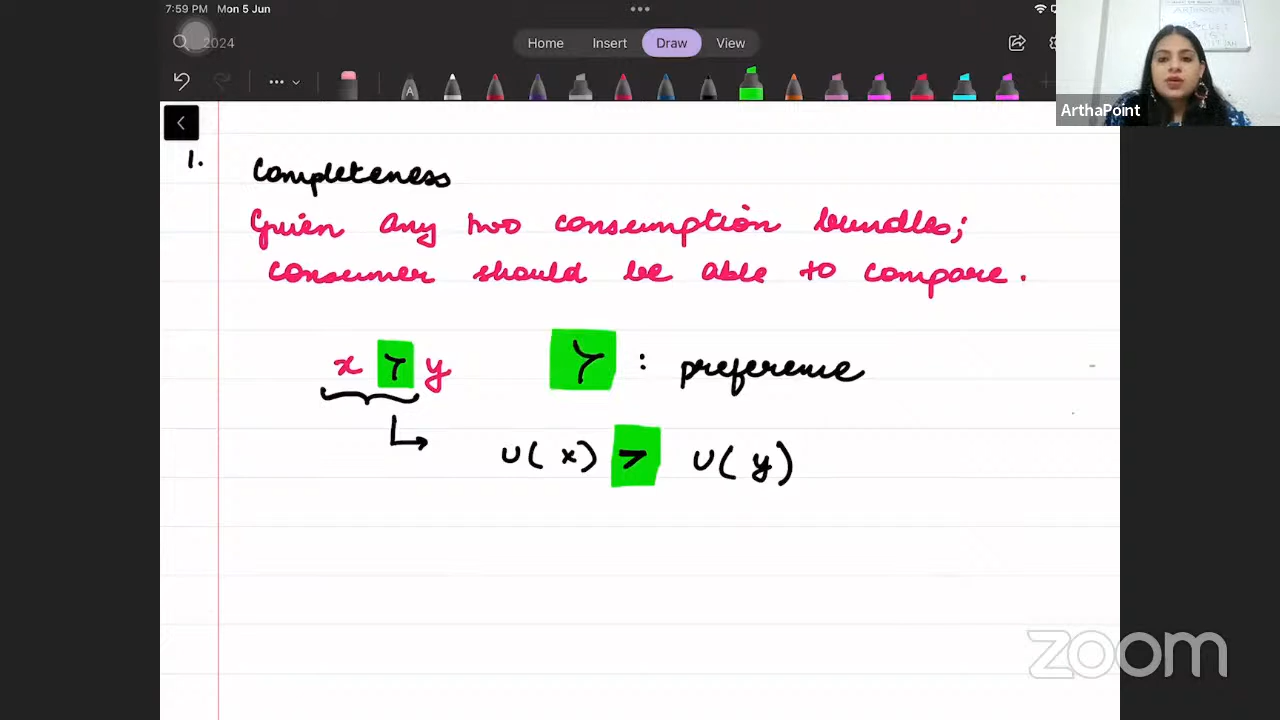 7:59 PM Mon 5 Jun
2024
Home Insert Draw View
A
ArthaPoint
1. Completeness
Given any two consumption bundles;
consumer should be able to compare.
x ≻ y ≻ : preference
U( x) > U( y)
zoom